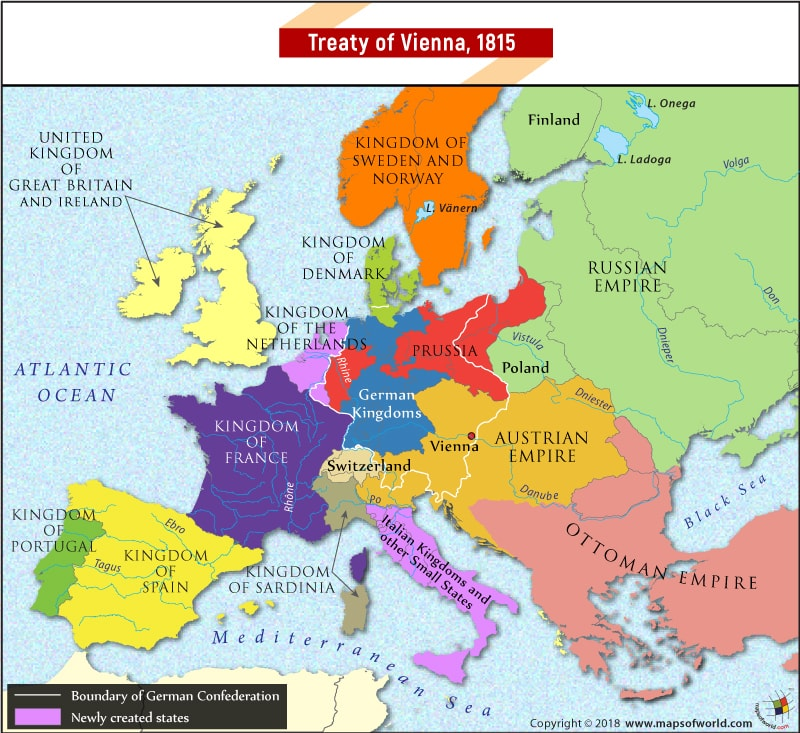 Treaty of Vienna, 1815
Finland
L. Onega
L. Ladoga
Volga
UNITED
KINGDOM
OF
GREAT BRITAIN
AND IRELAND
KINGDOM OF
SWEDEN AND
NORWAY
L. Vänern
KINGDOM
OF
DENMARK
RUSSIAN
EMPIRE
Don
Dnieper
KINGDOM
OF THE
NETHERLANDS
Rhine
PRUSSIA
Vistula
Poland
ATLANTIC
OCEAN
German
Kingdoms
Dniester
KINGDOM
OF
FRANCE
Vienna
AUSTRIAN
EMPIRE
Switzerland
Rhône
Po
Danube
Black Sea
KINGDOM
OF
PORTUGAL
Ebro
Tagus
KINGDOM
OF
SPAIN
KINGDOM
OF
SARDINIA
Italian Kingdoms and
other Small States
OTTOMAN EMPIRE
Mediterranean Sea
Boundary of German Confederation
Newly created states
Copyright © 2018 www.mapsofworld.com
mapsofworld.com